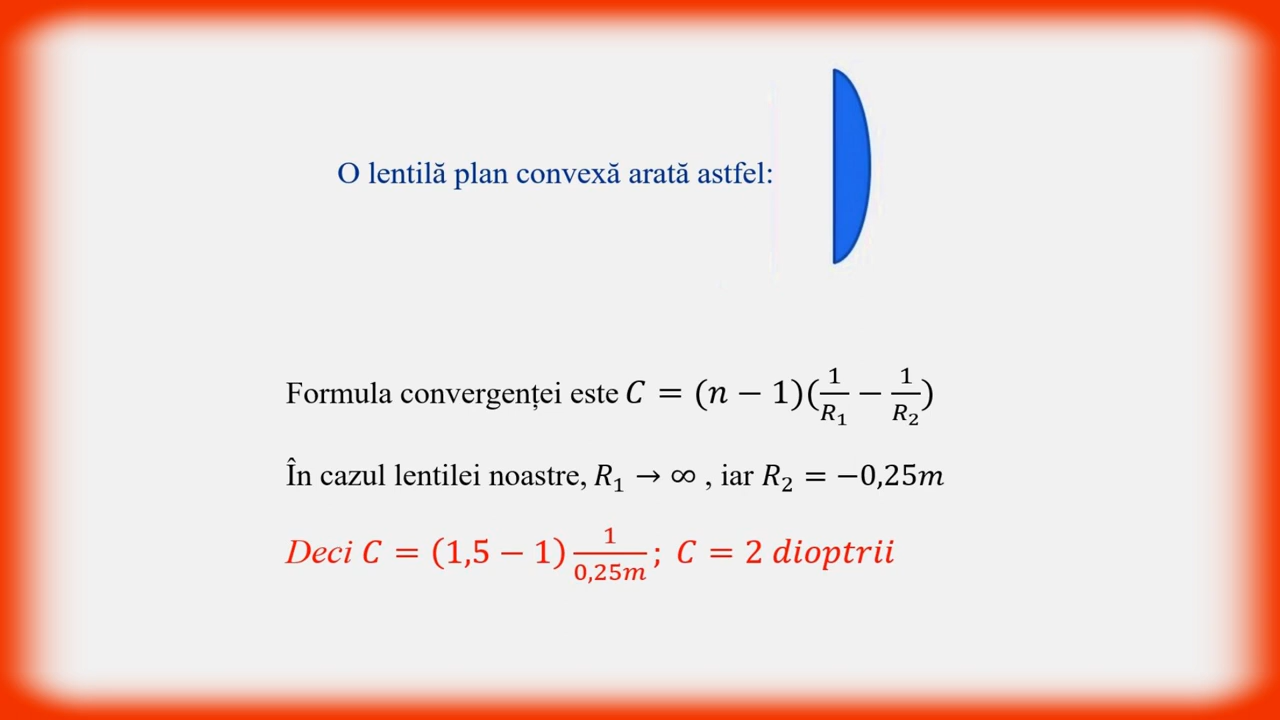 O lentilă plan convexă arată astfel:
Formula convergenței este C = (n − 1)(1/R₁ − 1/R₂)
În cazul lentilei noastre, R₁ → ∞ , iar R₂ = −0,25m
Deci C = (1,5 − 1) 1/0,25m ; C = 2 dioptrii